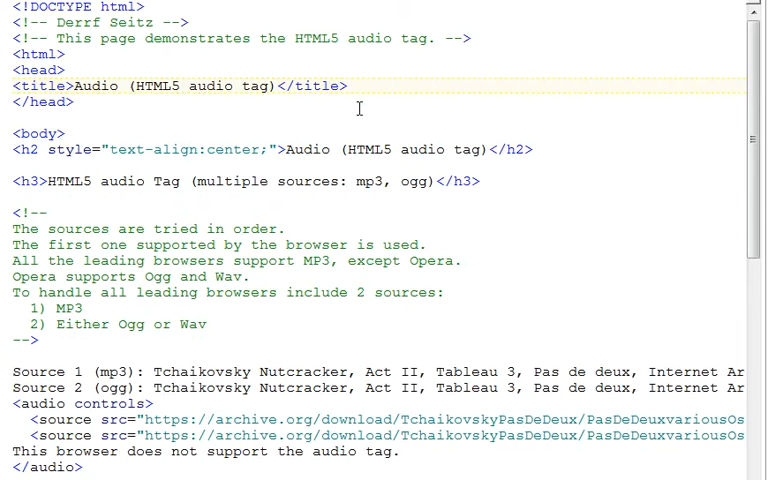 <!DOCTYPE html>
<!-- Derrf Seitz -->
<!-- This page demonstrates the HTML5 audio tag. -->
<html>
<head>
<title>Audio (HTML5 audio tag)</title>
</head>
<body>
<h2 style="text-align:center;">Audio (HTML5 audio tag)</h2>
<h3>HTML5 audio Tag (multiple sources: mp3, ogg)</h3>
<!--
The sources are tried in order.
The first one supported by the browser is used.
All the leading browsers support MP3, except Opera.
Opera supports Ogg and Wav.
To handle all leading browsers include 2 sources:
1) MP3
2) Either Ogg or Wav
-->
Source 1 (mp3): Tchaikovsky Nutcracker, Act II, Tableau 3, Pas de deux, Internet Ar
Source 2 (ogg): Tchaikovsky Nutcracker, Act II, Tableau 3, Pas de deux, Internet Ar
<audio controls>
<source src="https://archive.org/download/TchaikovskyPasDeDeux/PasDeDeuxvariousOs
<source src="https://archive.org/download/TchaikovskyPasDeDeux/PasDeDeuxvariousOs
This browser does not support the audio tag.
</audio>